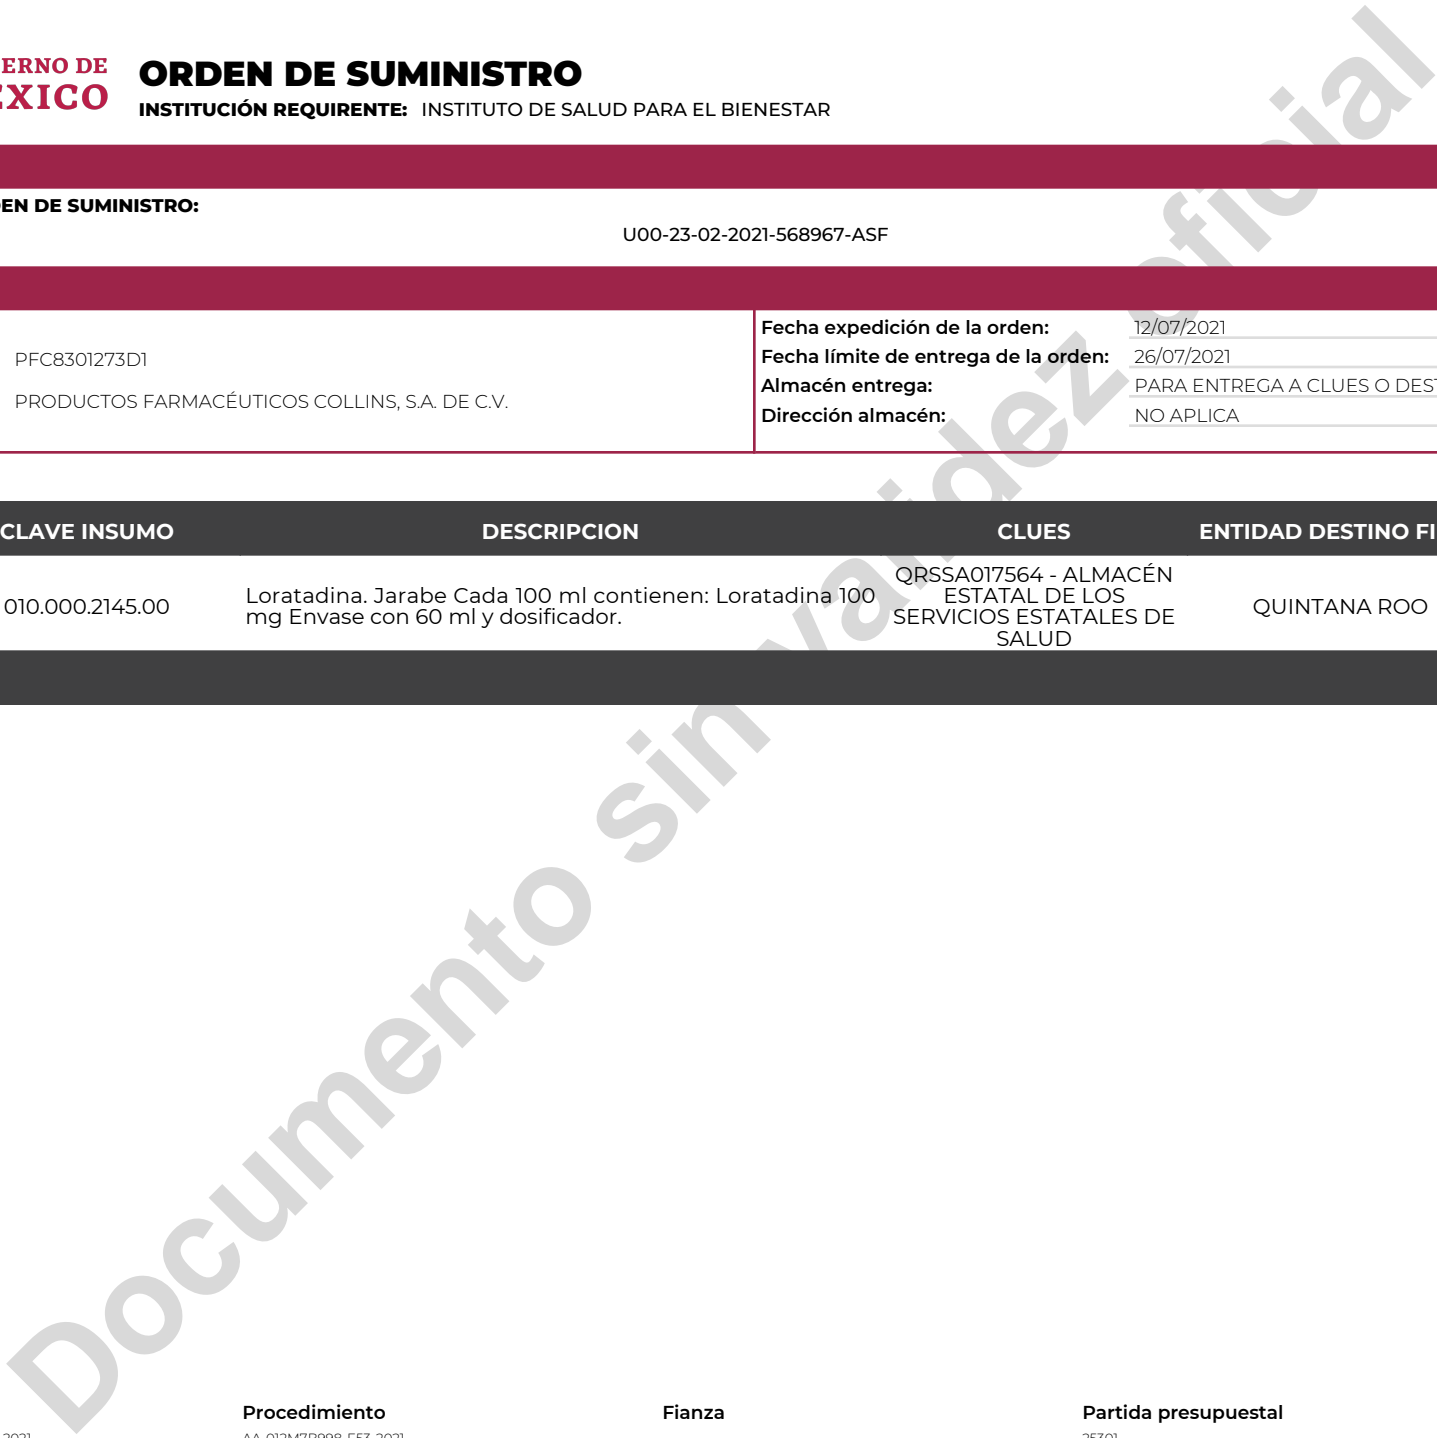 ERNO DE
EXICO
ORDEN DE SUMINISTRO
INSTITUCIÓN REQUIRENTE: INSTITUTO DE SALUD PARA EL BIENESTAR
EN DE SUMINISTRO:
U00-23-02-2021-568967-ASF
PFC8301273D1
PRODUCTOS FARMACÉUTICOS COLLINS, S.A. DE C.V.
Fecha expedición de la orden: 12/07/2021
Fecha límite de entrega de la orden: 26/07/2021
Almacén entrega: PARA ENTREGA A CLUES O DEST
Dirección almacén: NO APLICA
CLAVE INSUMO DESCRIPCION CLUES ENTIDAD DESTINO FI
010.000.2145.00
Loratadina. Jarabe Cada 100 ml contienen: Loratadina 100
mg Envase con 60 ml y dosificador.
QRSSA017564 - ALMACÉN
ESTATAL DE LOS
SERVICIOS ESTATALES DE
SALUD
QUINTANA ROO
Documento sin validez oficial
Procedimiento Fianza Partida presupuestal